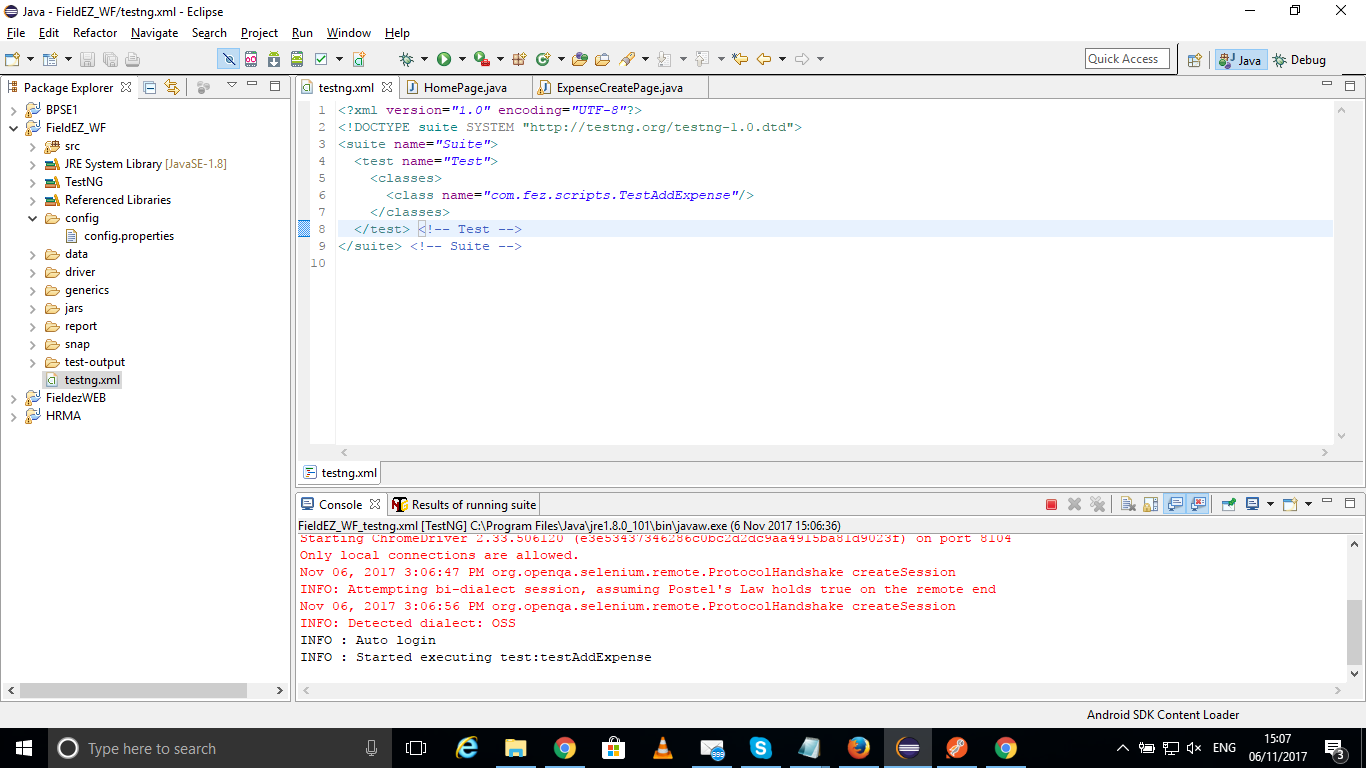 Java - FieldEZ_WF/testng.xml - Eclipse
File Edit Refactor Navigate Search Project Run Window Help
Quick Access
Java
Debug
Package Explorer
BPSE1
FieldEZ_WF
src
JRE System Library [JavaSE-1.8]
TestNG
Referenced Libraries
config
config.properties
data
driver
generics
jars
report
snap
test-output
testng.xml
FieldezWEB
HRMA
testng.xml HomePage.java ExpenseCreatePage.java
1 <?xml version="1.0" encoding="UTF-8"?>
2 <!DOCTYPE suite SYSTEM "http://testng.org/testng-1.0.dtd">
3 <suite name="Suite">
4 <test name="Test">
5 <classes>
6 <class name="com.fez.scripts.TestAddExpense"/>
7 </classes>
8 </test> <!-- Test -->
9 </suite> <!-- Suite -->
10
testng.xml
Console Results of running suite
FieldEZ_WF_testng.xml [TestNG] C:\Program Files\Java\jre1.8.0_101\bin\javaw.exe (6 Nov 2017 15:06:36)
Starting ChromeDriver 2.33.506120 (e3e53437346286c0bc2d2dc9aa4915ba81d9023f) on port 8104
Only local connections are allowed.
Nov 06, 2017 3:06:47 PM org.openqa.selenium.remote.ProtocolHandshake createSession
INFO: Attempting bi-dialect session, assuming Postel's Law holds true on the remote end
Nov 06, 2017 3:06:56 PM org.openqa.selenium.remote.ProtocolHandshake createSession
INFO: Detected dialect: OSS
INFO : Auto login
INFO : Started executing test:testAddExpense
Android SDK Content Loader
Type here to search
999
ENG
15:07
06/11/2017
3